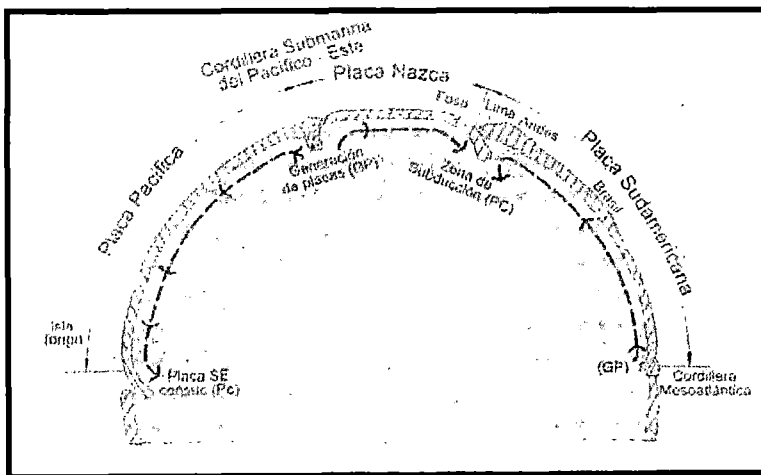 Cordillera Submarina
del Pacífico - Este
Placa Nazca
Fosa
Lima Andes
Brasil
Placa Sudamericana
Placa Pacífica
Generación
de placas (GP)
Zona de
Subducción (PC)
Isla
Tonga
Placa SE
consuc (Pc)
(GP)
Cordillera
Mesoatlántica